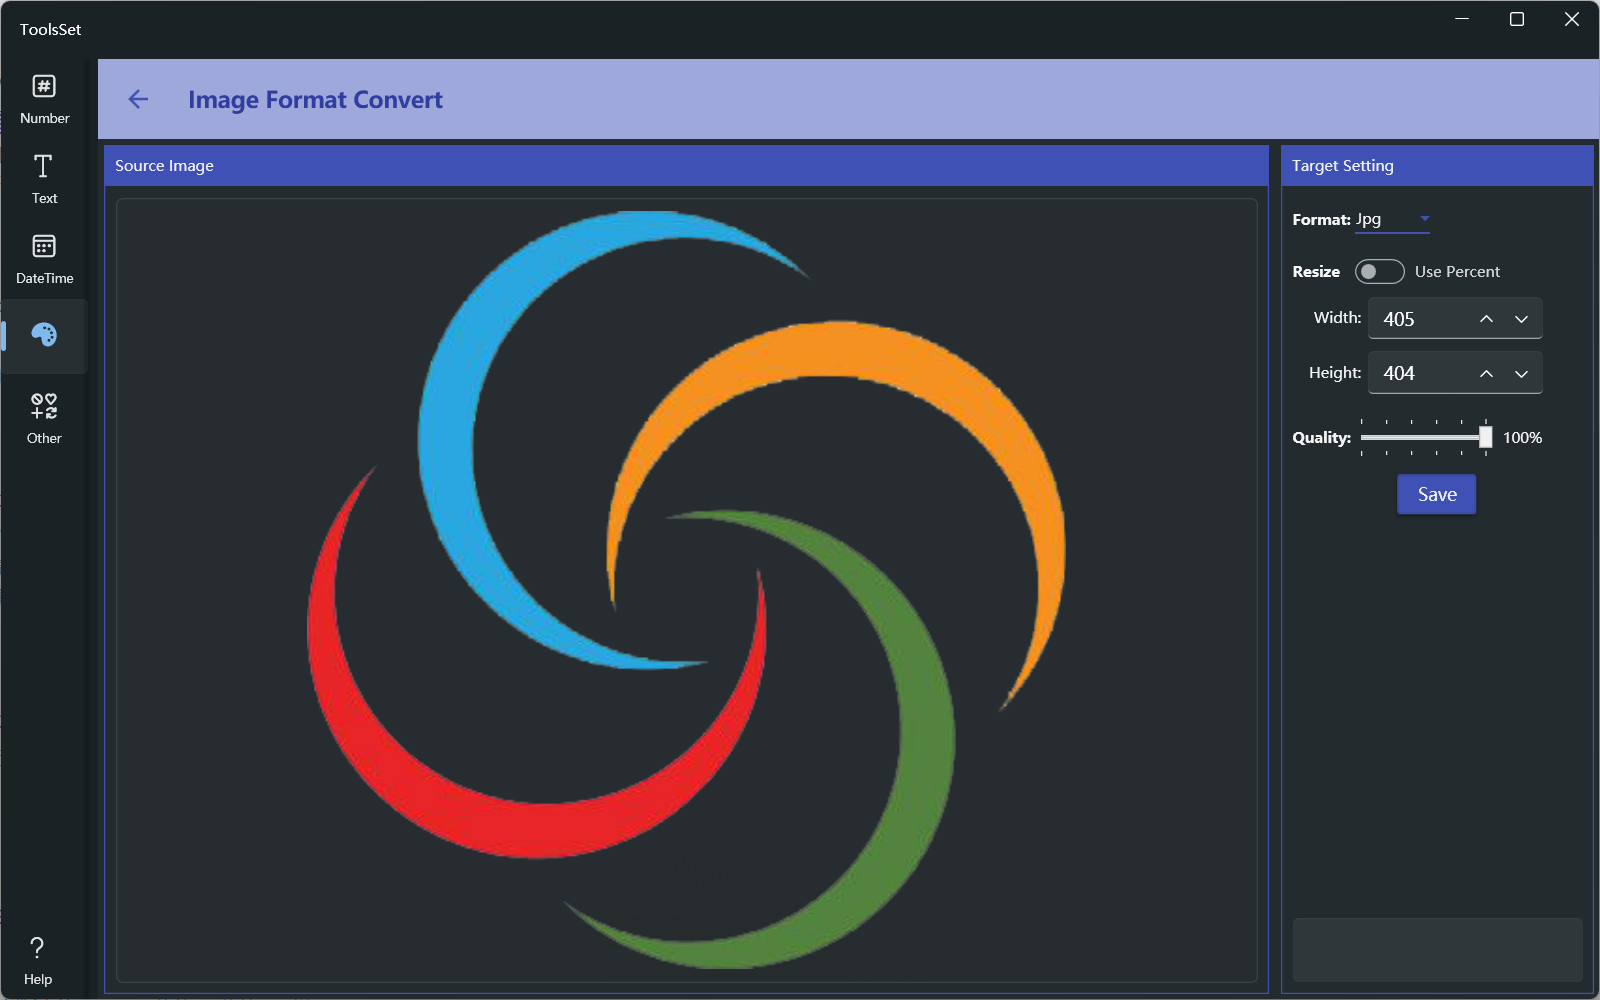 ToolsSet
Number
Text
DateTime
Other
Help
Image Format Convert
Source Image
Target Setting
Format: Jpg
Resize Use Percent
Width: 405
Height: 404
Quality: 100%
Save